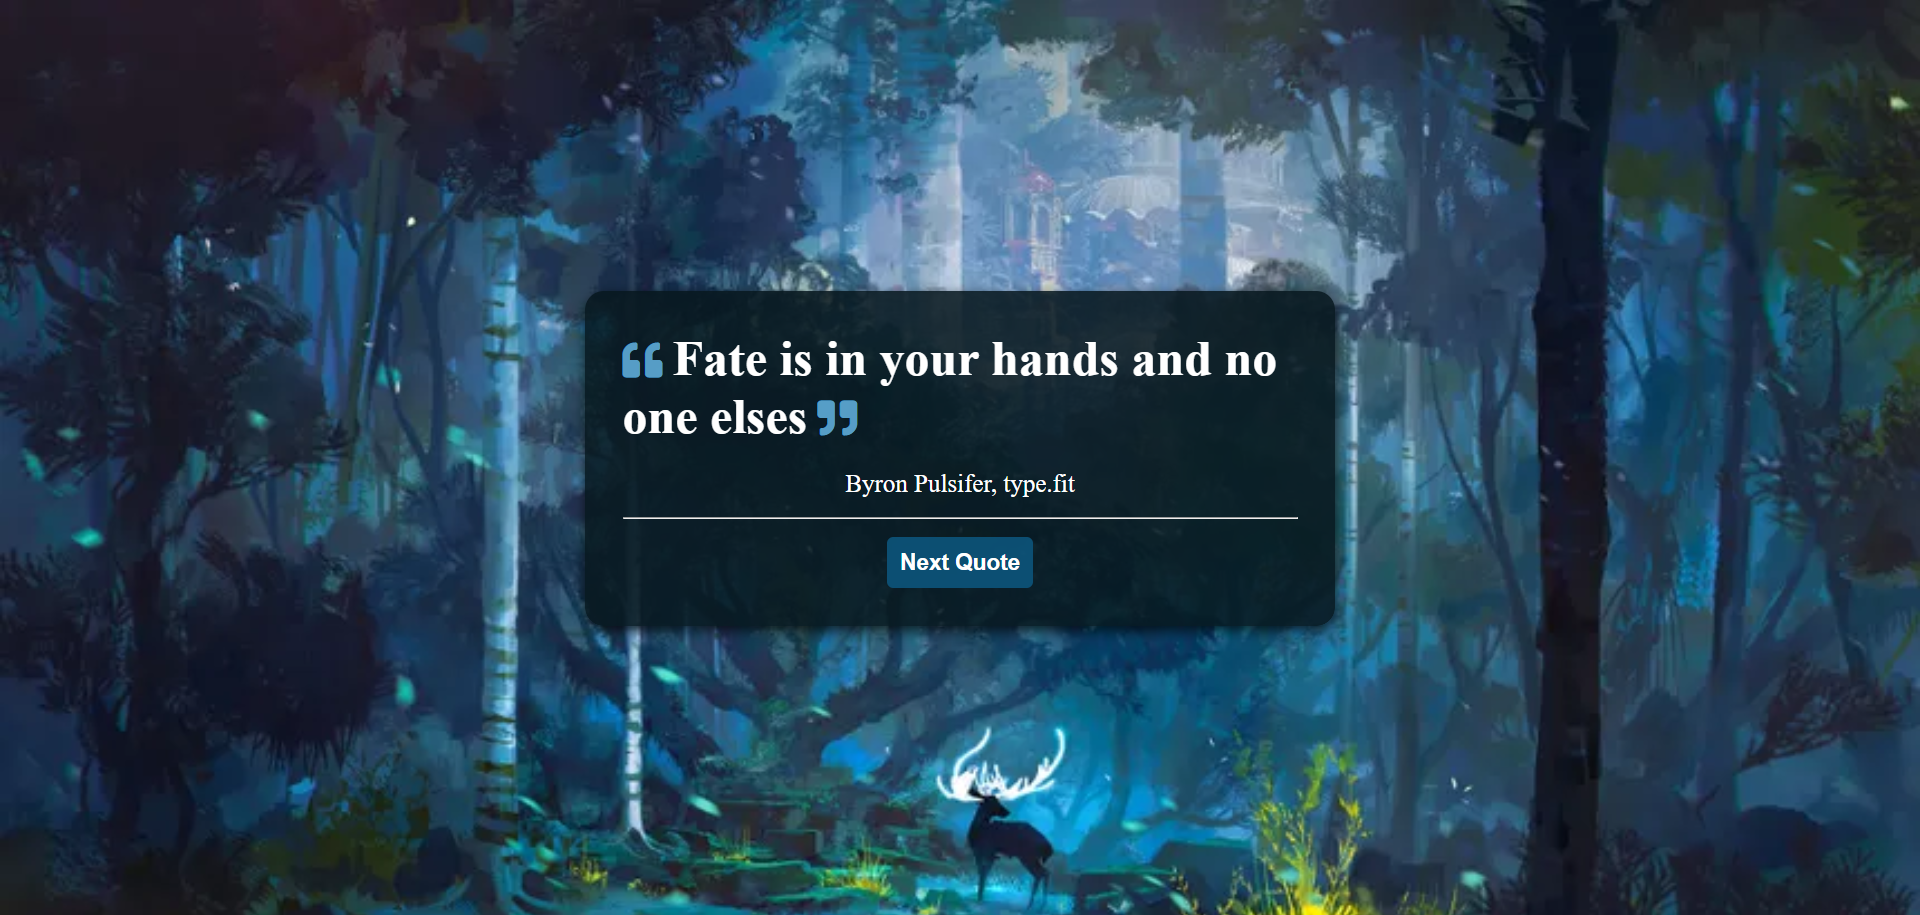 ❝ Fate is in your hands and no
one elses ❞
Byron Pulsifer, type.fit
Next Quote